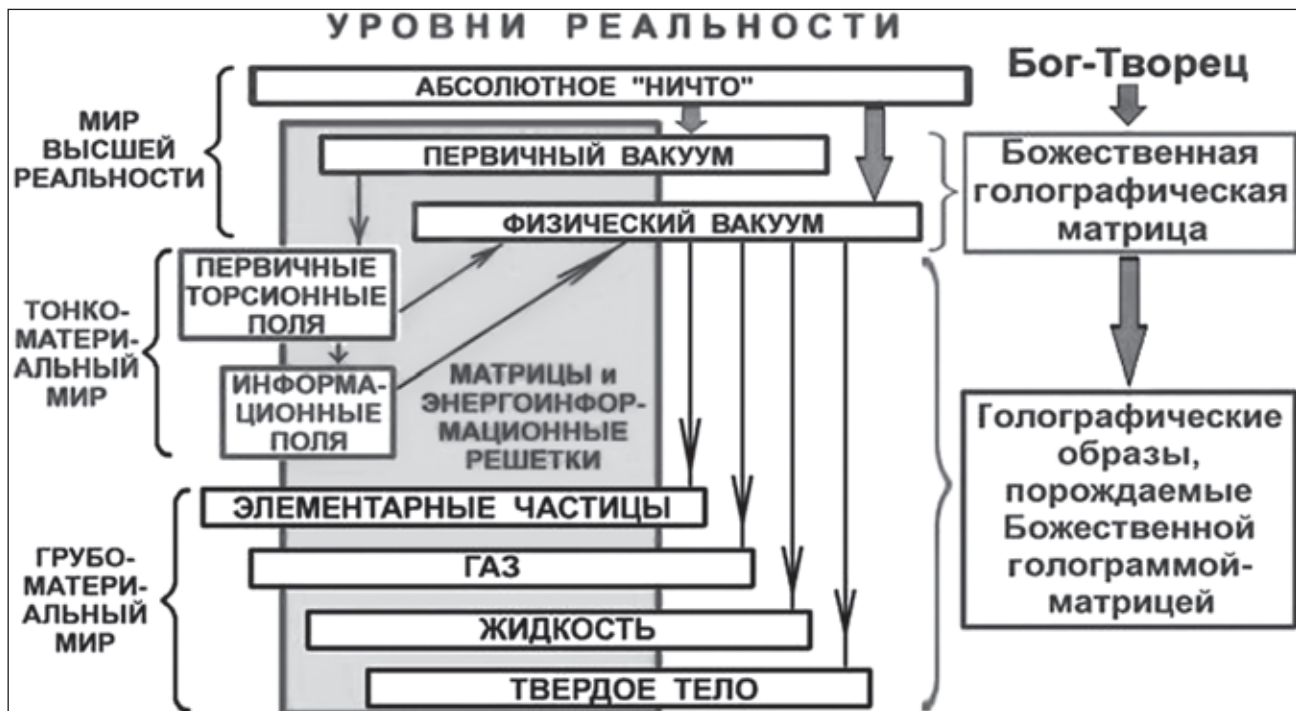 УРОВНИ РЕАЛЬНОСТИ
АБСОЛЮТНОЕ "НИЧТО"
МИР
ВЫСШЕЙ
РЕАЛЬНОСТИ
ПЕРВИЧНЫЙ ВАКУУМ
ФИЗИЧЕСКИЙ ВАКУУМ
ТОНКО-
МАТЕРИ-
АЛЬНЫЙ
МИР
ПЕРВИЧНЫЕ
ТОРСИОННЫЕ
ПОЛЯ
ИНФОРМА-
ЦИОННЫЕ
ПОЛЯ
МАТРИЦЫ и
ЭНЕРГОИНФОР-
МАЦИОННЫЕ
РЕШЕТКИ
ГРУБО-
МАТЕРИ-
АЛЬНЫЙ
МИР
ЭЛЕМЕНТАРНЫЕ ЧАСТИЦЫ
ГАЗ
ЖИДКОСТЬ
ТВЕРДОЕ ТЕЛО
Бог-Творец
Божественная
голографическая
матрица
Голографические
образы,
порождаемые
Божественной
голограммой-
матрицей